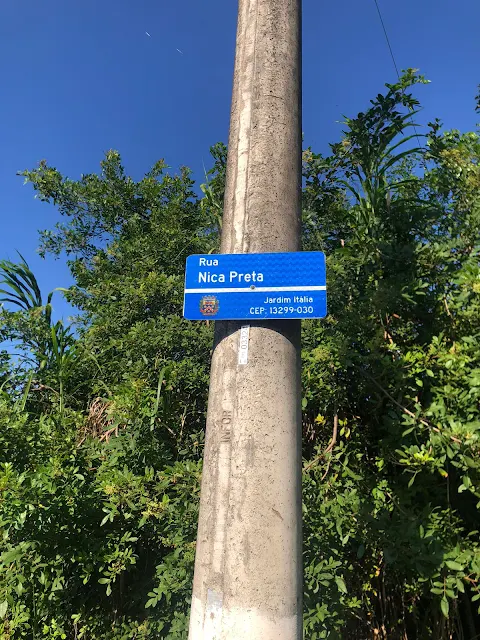 Rua
Nica Preta
Jardim Itália
CEP: 13299-030